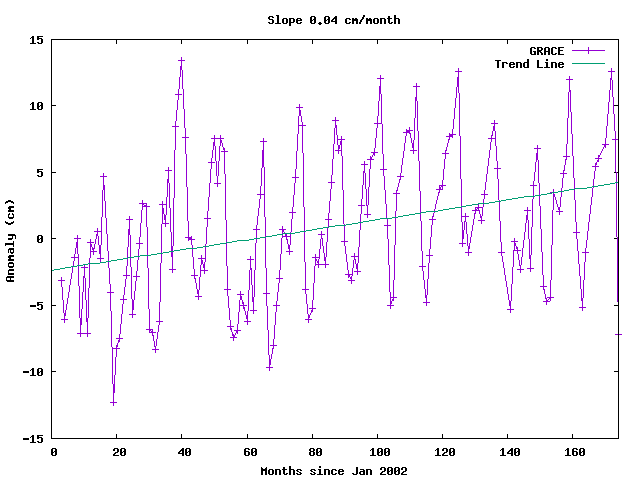 Slope 0.04 cm/month
GRACE
Trend Line
15
10
5
0
-5
-10
-15
Anomaly (cm)
0 20 40 60 80 100 120 140 160
Months since Jan 2002